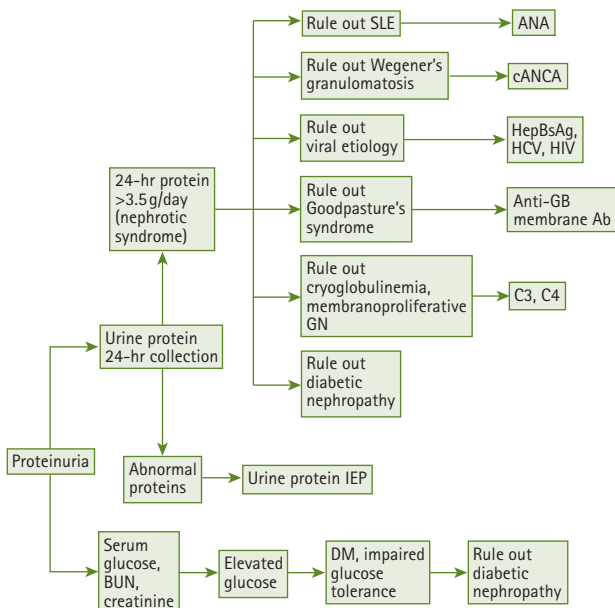 Rule out SLE
ANA
Rule out Wegener's
granulomatosis
cANCA
Rule out
viral etiology
HepBsAg,
HCV, HIV
24-hr protein
>3.5 g/day
(nephrotic
syndrome)
Rule out
Goodpasture's
syndrome
Anti-GB
membrane Ab
Rule out
cryoglobulinemia,
membranoproliferative
GN
C3, C4
Urine protein
24-hr collection
Rule out
diabetic
nephropathy
Proteinuria
Abnormal
proteins
Urine protein IEP
Serum
glucose,
BUN,
creatinine
Elevated
glucose
DM, impaired
glucose
tolerance
Rule out
diabetic
nephropathy